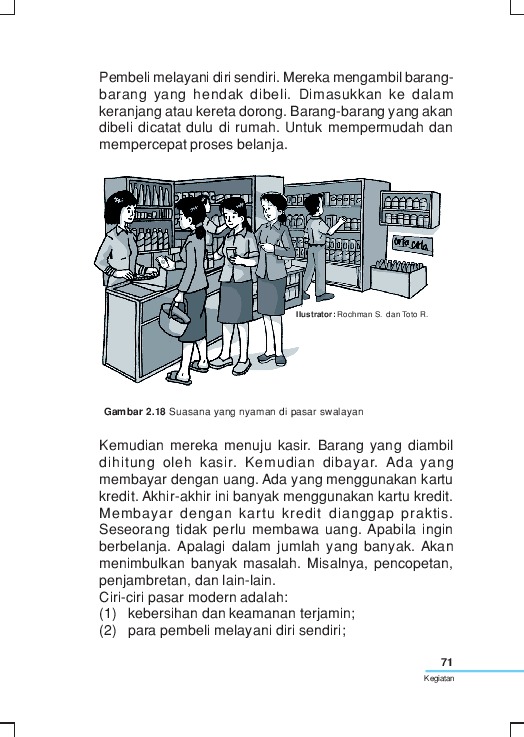 Pembeli melayani diri sendiri. Mereka mengambil barang-
barang yang hendak dibeli. Dimasukkan ke dalam
keranjang atau kereta dorong. Barang-barang yang akan
dibeli dicatat dulu di rumah. Untuk mempermudah dan
mempercepat proses belanja.
Cirta cirta
Ilustrator: Rochman S. dan Toto R.
Gambar 2.18 Suasana yang nyaman di pasar swalayan
Kemudian mereka menuju kasir. Barang yang diambil
dihitung oleh kasir. Kemudian dibayar. Ada yang
membayar dengan uang. Ada yang menggunakan kartu
kredit. Akhir-akhir ini banyak menggunakan kartu kredit.
Membayar dengan kartu kredit dianggap praktis.
Seseorang tidak perlu membawa uang. Apabila ingin
berbelanja. Apalagi dalam jumlah yang banyak. Akan
menimbulkan banyak masalah. Misalnya, pencopetan,
penjambretan, dan lain-lain.
Ciri-ciri pasar modern adalah:
(1) kebersihan dan keamanan terjamin;
(2) para pembeli melayani diri sendiri;
71
Kegiatan